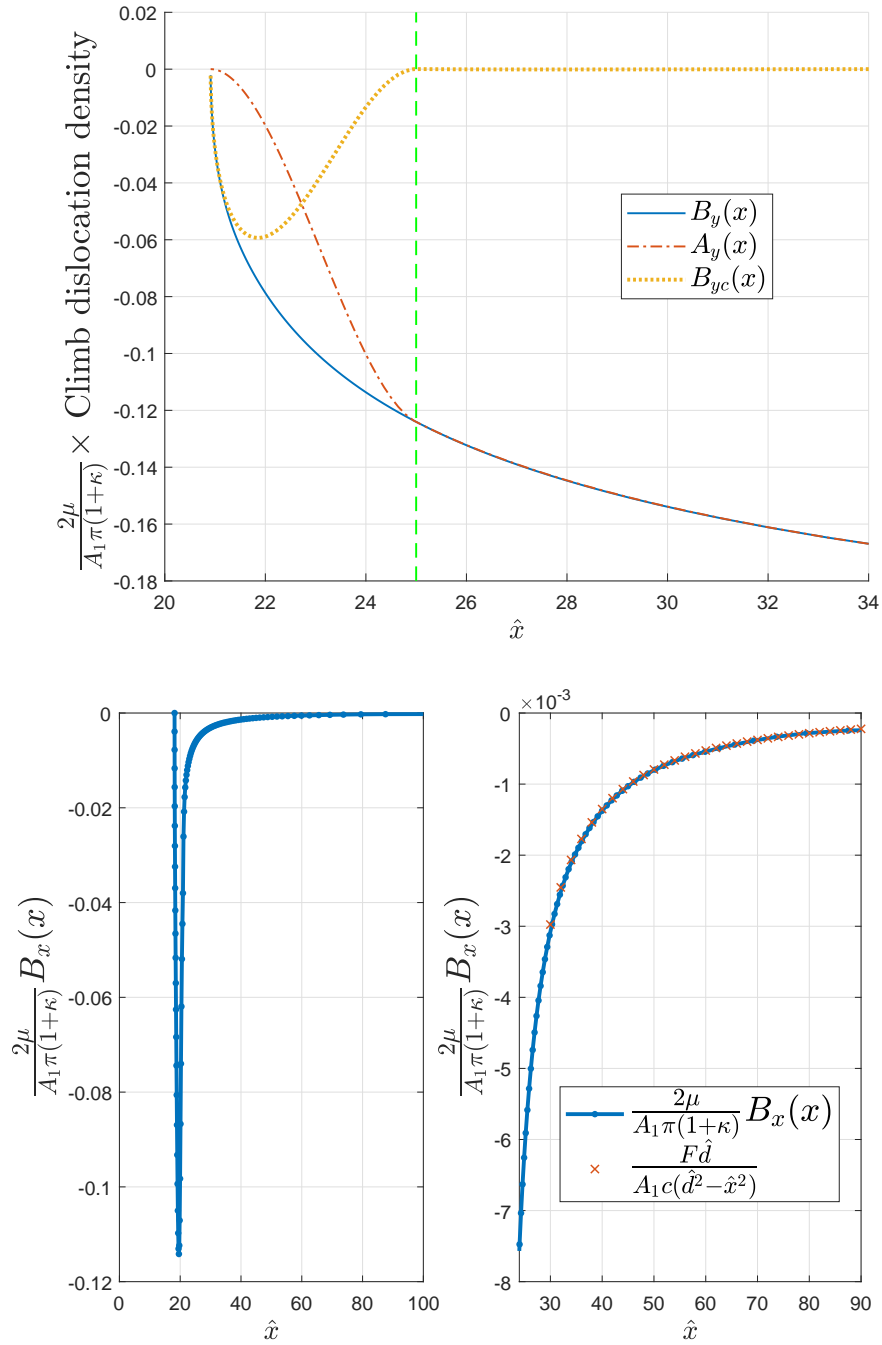 0.02
0
-0.02
-0.04
-0.06
-0.08
-0.1
-0.12
-0.14
-0.16
-0.18
20 22 24 26 28 30 32 34
x̂
2μ/(A₁π(1+κ)) × Climb dislocation density
B_y(x)
A_y(x)
B_yc(x)
0
-0.02
-0.04
-0.06
-0.08
-0.1
-0.12
0 20 40 60 80 100
x̂
2μ/(A₁π(1+κ)) B_x(x)
×10⁻³
0
-1
-2
-3
-4
-5
-6
-7
-8
30 40 50 60 70 80 90
x̂
2μ/(A₁π(1+κ)) B_x(x)
2μ/(A₁π(1+κ)) B_x(x)
Fd̂/(A₁c(d̂²−x̂²))